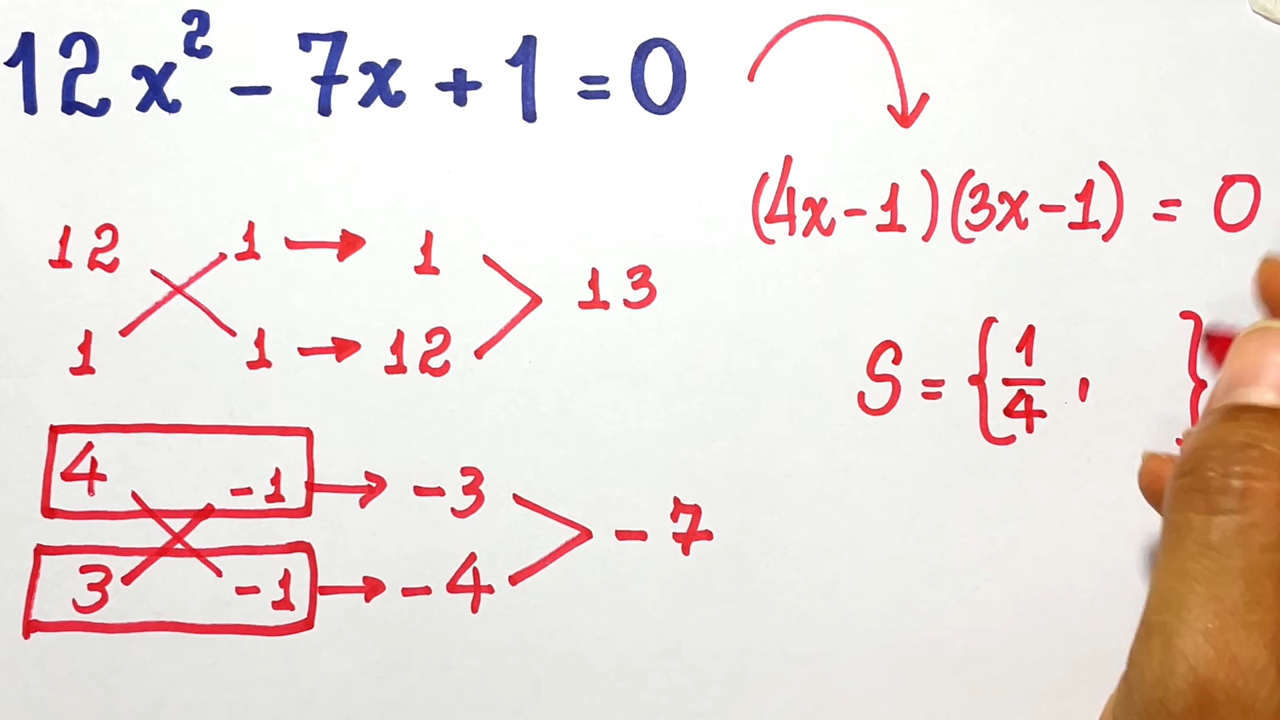 12x² - 7x + 1 = 0
(4x-1)(3x-1) = 0
12 1 → 1
13
1 1 → 12
S = {1/4 , }
4 -1 → -3
-7
3 -1 → -4